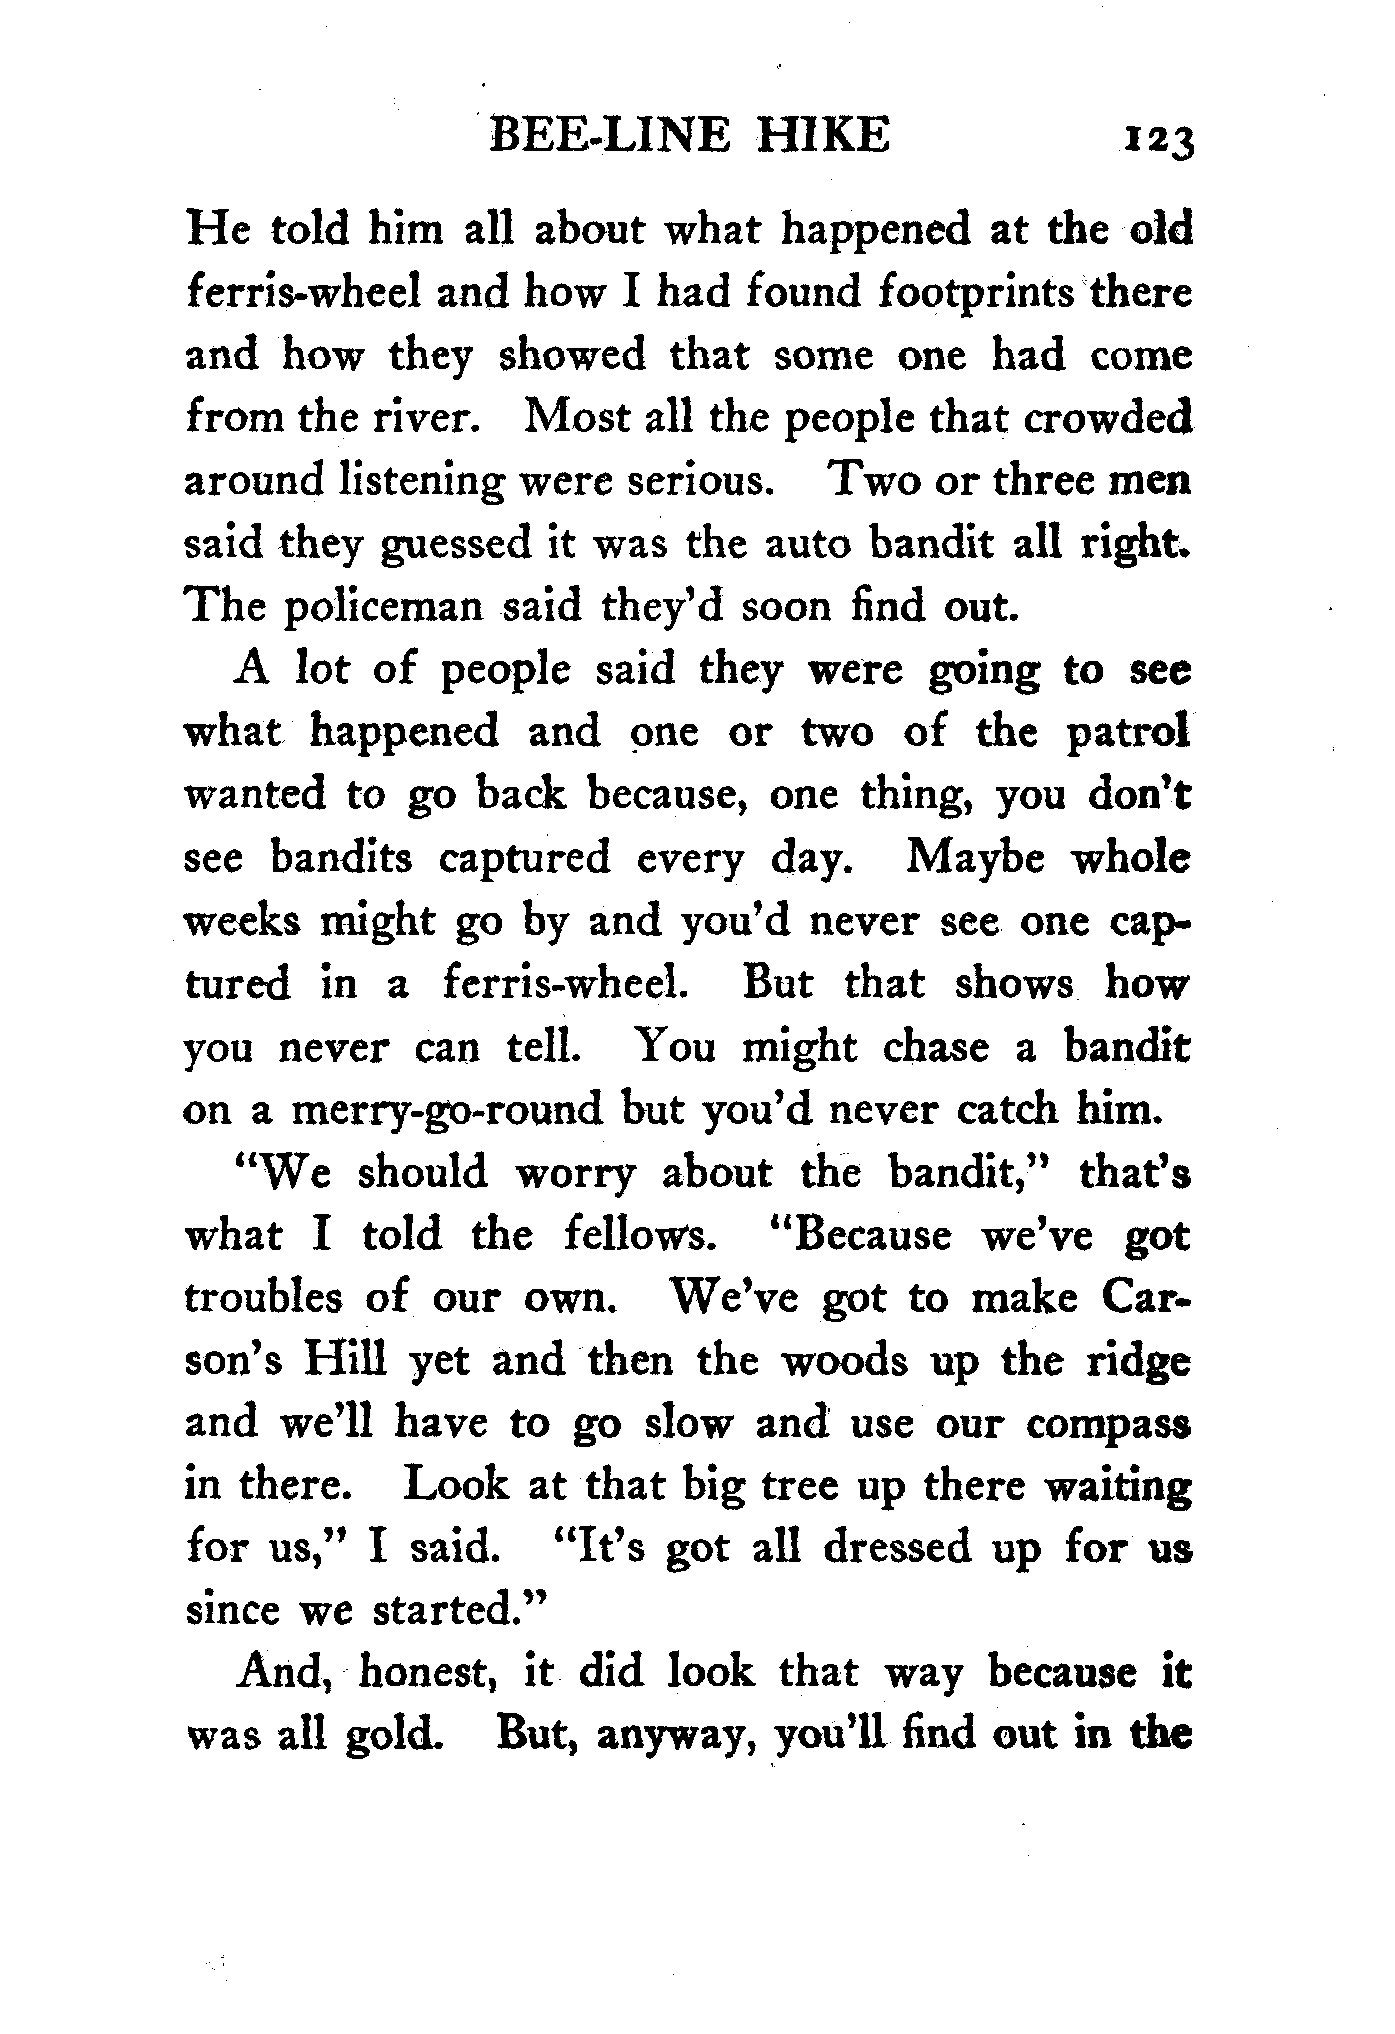 BEE-LINE HIKE 123
He told him all about what happened at the old
ferris-wheel and how I had found footprints there
and how they showed that some one had come
from the river. Most all the people that crowded
around listening were serious. Two or three men
said they guessed it was the auto bandit all right.
The policeman said they'd soon find out.
A lot of people said they were going to see
what happened and one or two of the patrol
wanted to go back because, one thing, you don't
see bandits captured every day. Maybe whole
weeks might go by and you'd never see one cap-
tured in a ferris-wheel. But that shows how
you never can tell. You might chase a bandit
on a merry-go-round but you'd never catch him.
“We should worry about the bandit,” that's
what I told the fellows. “Because we've got
troubles of our own. We've got to make Car-
son's Hill yet and then the woods up the ridge
and we'll have to go slow and use our compass
in there. Look at that big tree up there waiting
for us,” I said. “It's got all dressed up for us
since we started.”
And, honest, it did look that way because it
was all gold. But, anyway, you'll find out in the